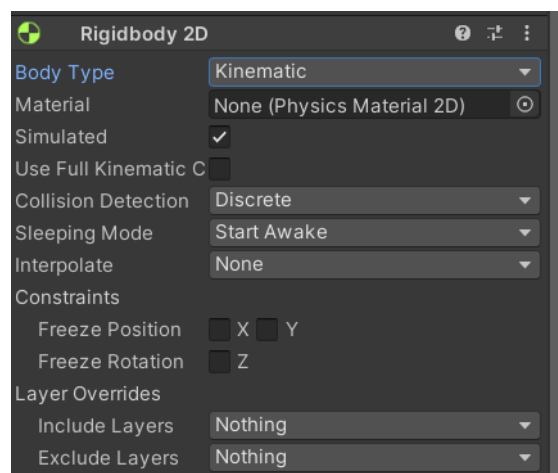 Rigidbody 2D
Body Type Kinematic
Material None (Physics Material 2D)
Simulated
Use Full Kinematic C
Collision Detection Discrete
Sleeping Mode Start Awake
Interpolate None
Constraints
Freeze Position X Y
Freeze Rotation Z
Layer Overrides
Include Layers Nothing
Exclude Layers Nothing